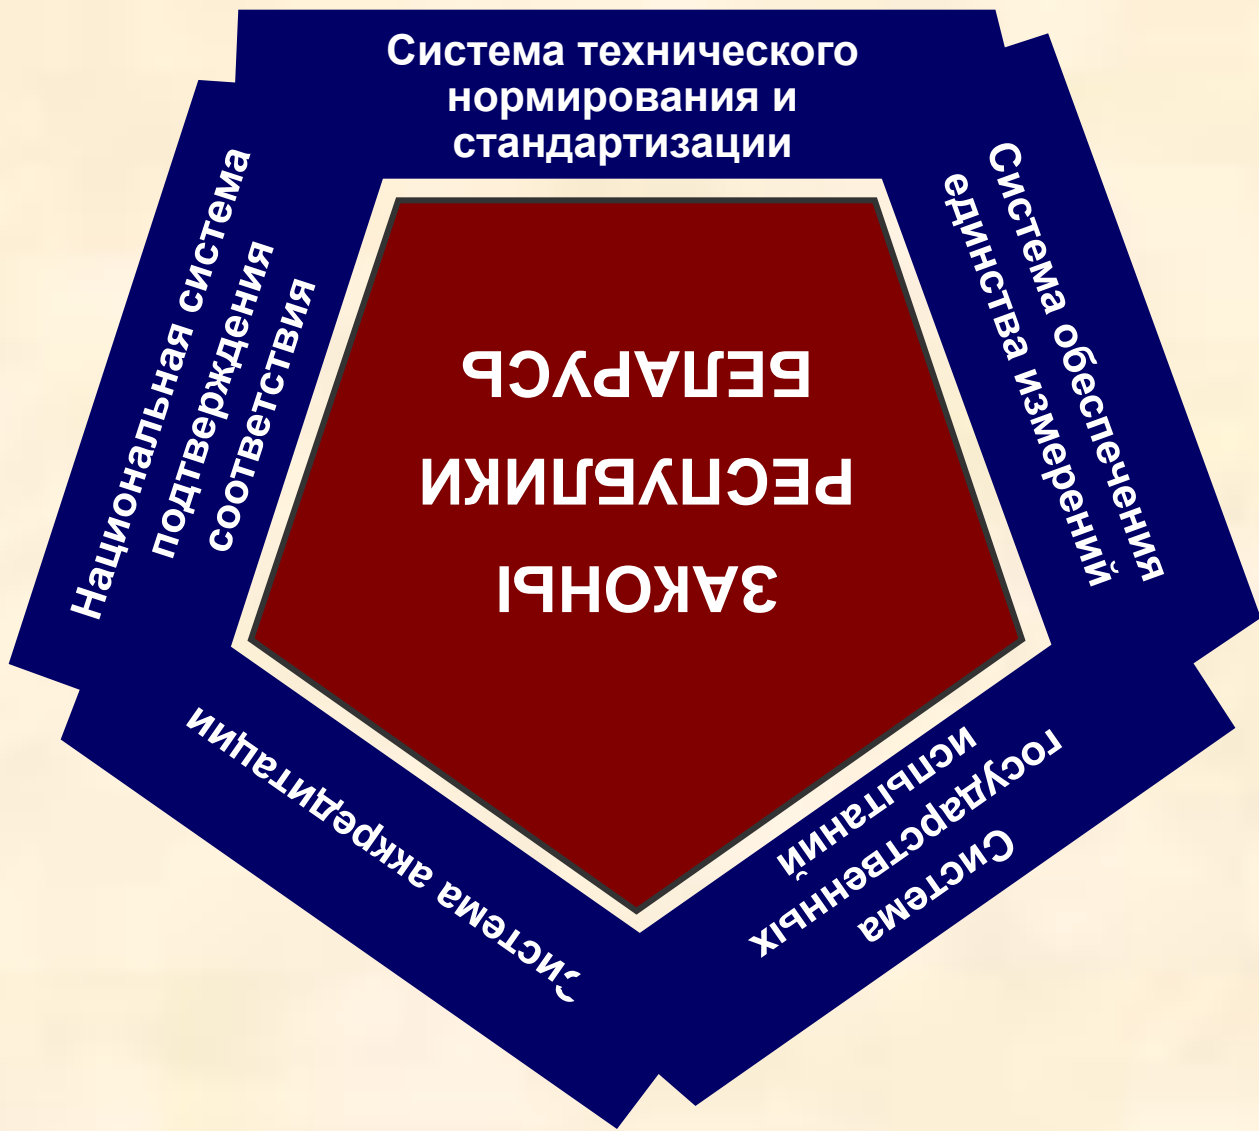 Система технического
нормирования и
стандартизации
Система обеспечения
единства измерений
Система
государственных
испытаний
Система аккредитации
Национальная система
подтверждения
соответствия
ЗАКОНЫ
РЕСПУБЛИКИ
БЕЛАРУСЬ